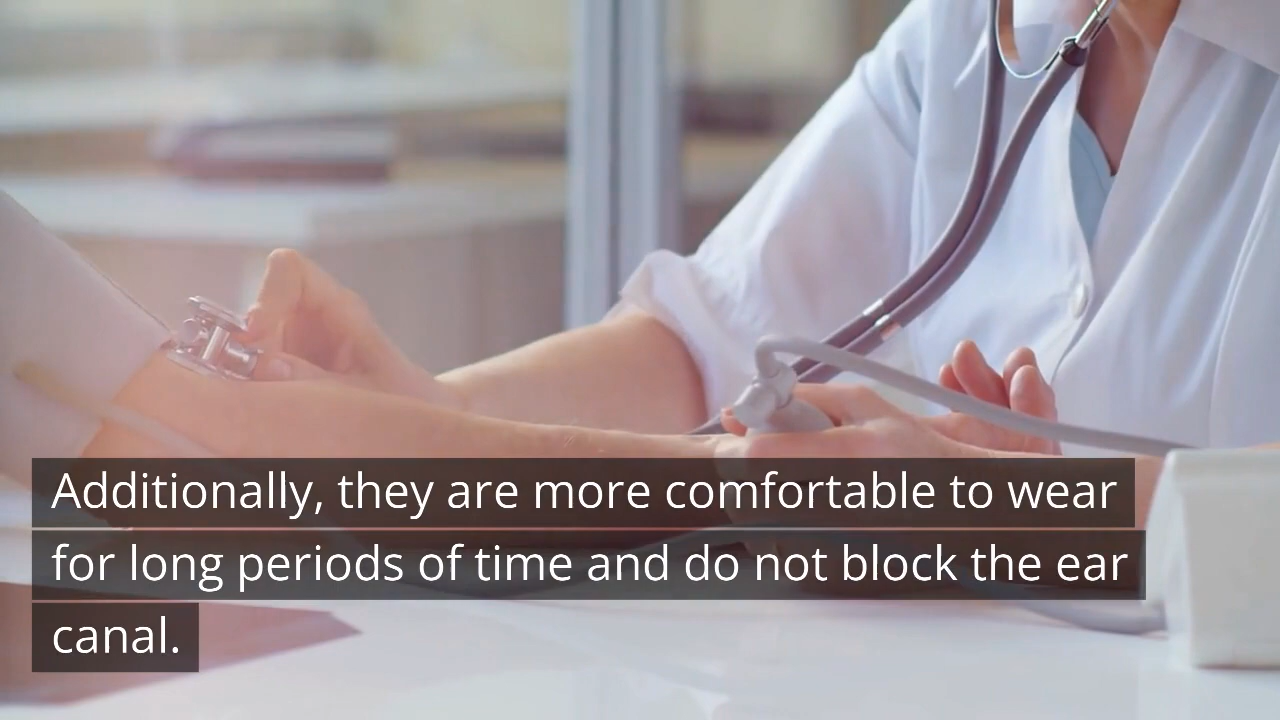 Additionally, they are more comfortable to wear
for long periods of time and do not block the ear
canal.